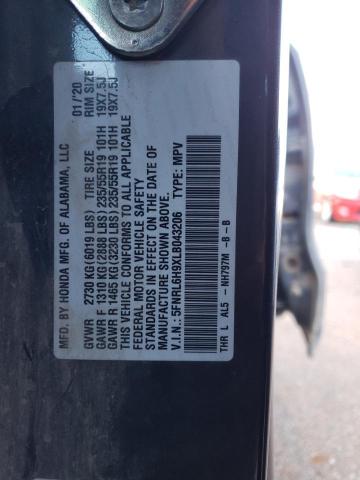 MFD. BY HONDA MFG. OF ALABAMA, LLC 01/'20
TIRE SIZE RIM SIZE
GVWR 2730 KG(6019 LBS)
GAWR F 1310 KG(2888 LBS) 235/55R19 101H 19X7.5J
GAWR R 1465 KG(3230 LBS) 235/55R19 101H 19X7.5J
THIS VEHICLE CONFORMS TO ALL APPLICABLE
FEDERAL MOTOR VEHICLE SAFETY
STANDARDS IN EFFECT ON THE DATE OF
MANUFACTURE SHOWN ABOVE.
V.I.N.: 5FNRL6H9XLB043206 TYPE: MPV
THR L AL5 - NH797M -B -B